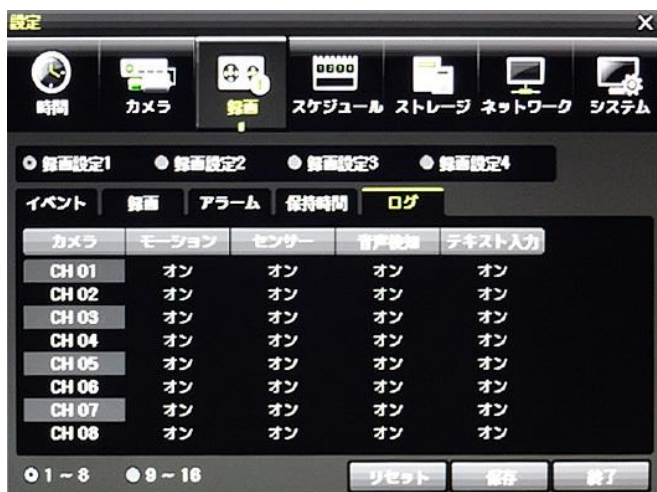 設定 X
時間 カメラ 録画 スケジュール ストレージ ネットワーク システム
録画設定1 録画設定2 録画設定3 録画設定4
イベント 録画 アラーム 保持時間 ログ
カメラ モーション センサー 音声検知 テキスト入力
CH 01 オン オン オン オン
CH 02 オン オン オン オン
CH 03 オン オン オン オン
CH 04 オン オン オン オン
CH 05 オン オン オン オン
CH 06 オン オン オン オン
CH 07 オン オン オン オン
CH 08 オン オン オン オン
1 ~ 8 9 ~ 16 リセット 保存 終了